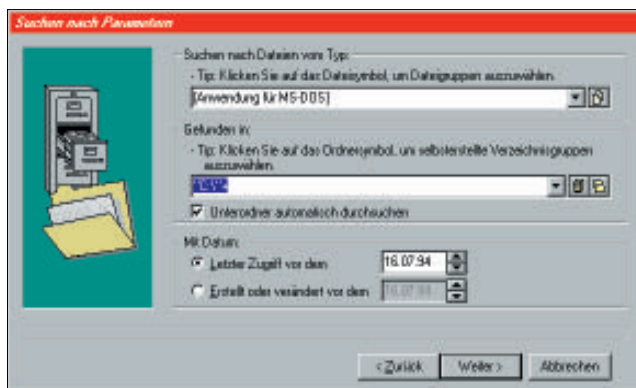 Suchen nach Parametern
Suchen nach Dateien vom Typ:
- Tip: Klicken Sie auf das Dateisymbol, um Dateigruppen auszuwählen.
[Anwendung für MS-DOS]
Gefunden in:
- Tip: Klicken Sie auf das Ordnersymbol, um selbsterstellte Verzeichnisgruppen
auszuwählen.
Unterordner automatisch durchsuchen
Mit Datum:
Letzter Zugriff vor dem
16.07.94
Erstellt oder verändert vor dem
16.07.94
< Zurück
Weiter >
Abbrechen